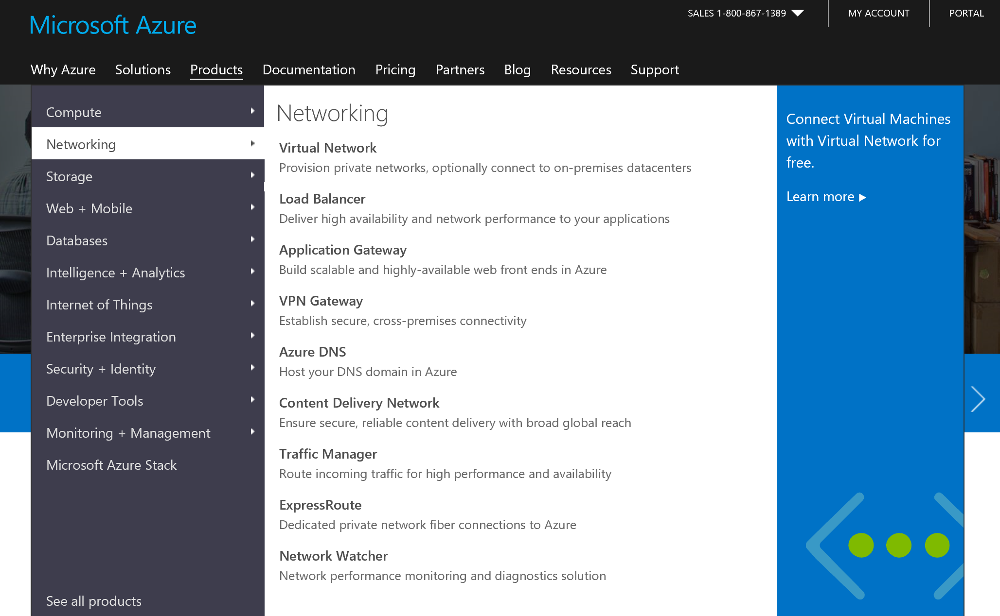 Microsoft Azure
SALES 1-800-867-1389
MY ACCOUNT
PORTAL
Why Azure
Solutions
Products
Documentation
Pricing
Partners
Blog
Resources
Support
Compute
Networking
Storage
Web + Mobile
Databases
Intelligence + Analytics
Internet of Things
Enterprise Integration
Security + Identity
Developer Tools
Monitoring + Management
Microsoft Azure Stack
See all products
Networking
Virtual Network
Provision private networks, optionally connect to on-premises datacenters
Load Balancer
Deliver high availability and network performance to your applications
Application Gateway
Build scalable and highly-available web front ends in Azure
VPN Gateway
Establish secure, cross-premises connectivity
Azure DNS
Host your DNS domain in Azure
Content Delivery Network
Ensure secure, reliable content delivery with broad global reach
Traffic Manager
Route incoming traffic for high performance and availability
ExpressRoute
Dedicated private network fiber connections to Azure
Network Watcher
Network performance monitoring and diagnostics solution
Connect Virtual Machines
with Virtual Network for
free.
Learn more